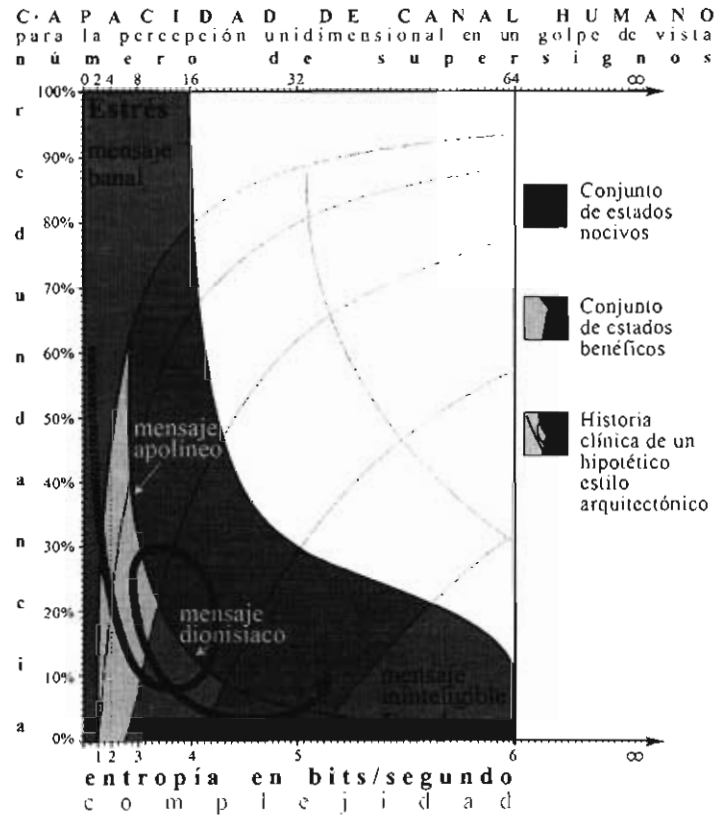 C·APACIDAD DE CANAL HUMANO
para la percepción unidimensional en un golpe de vista
número de supersignos
0 2 4 8 16 32 64 ∞
100%
90%
80%
70%
60%
50%
40%
30%
20%
10%
0%
redundancia
Estrés
mensaje
banal
mensaje
apolíneo
mensaje
dionisíaco
mensaje
ininteligible
1 2 3 4 5 6 ∞
entropía en bits/segundo
complejidad
Conjunto
de estados
nocivos
Conjunto
de estados
benéficos
Historia
clínica de un
hipotético
estilo
arquitectónico